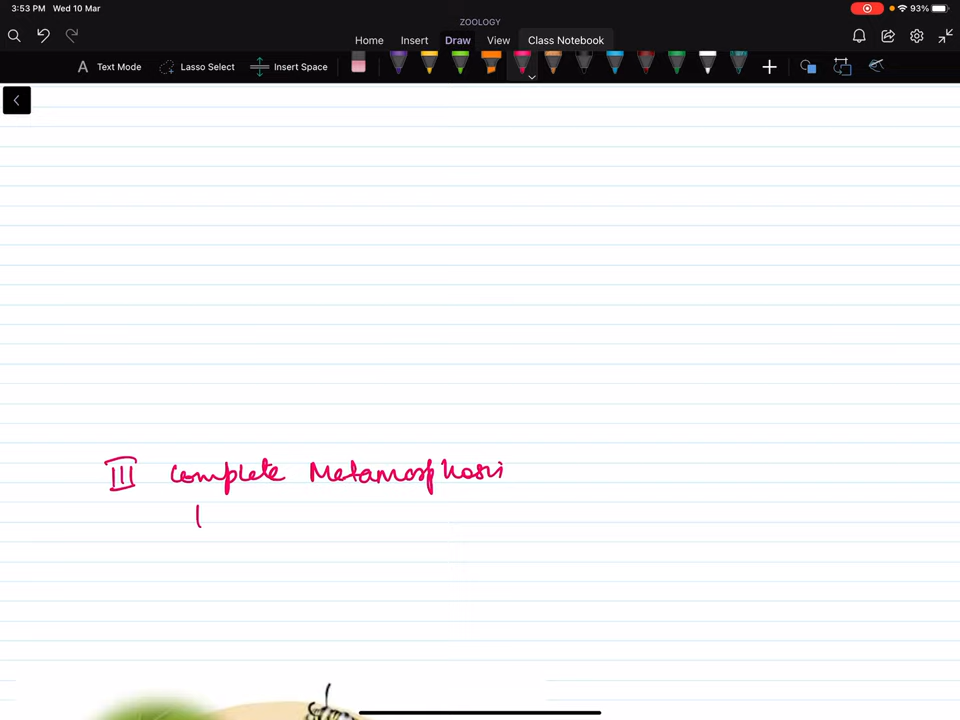 3:53 PM Wed 10 Mar
93%
ZOOLOGY
Home Insert Draw View Class Notebook
A Text Mode Lasso Select Insert Space
III Complete Metamorphosis